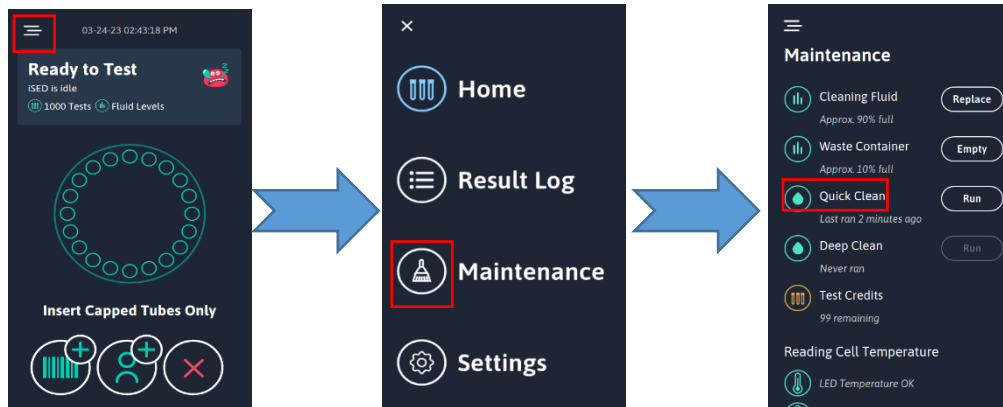 03-24-23 02:43:18 PM
Ready to Test
iSED is idle
1000 Tests Fluid Levels
Insert Capped Tubes Only
×
Home
Result Log
Maintenance
Settings
Maintenance
Cleaning Fluid
Replace
Approx. 90% full
Waste Container
Empty
Approx. 10% full
Quick Clean
Run
Last ran 2 minutes ago
Deep Clean
Run
Never ran
Test Credits
99 remaining
Reading Cell Temperature
LED Temperature OK